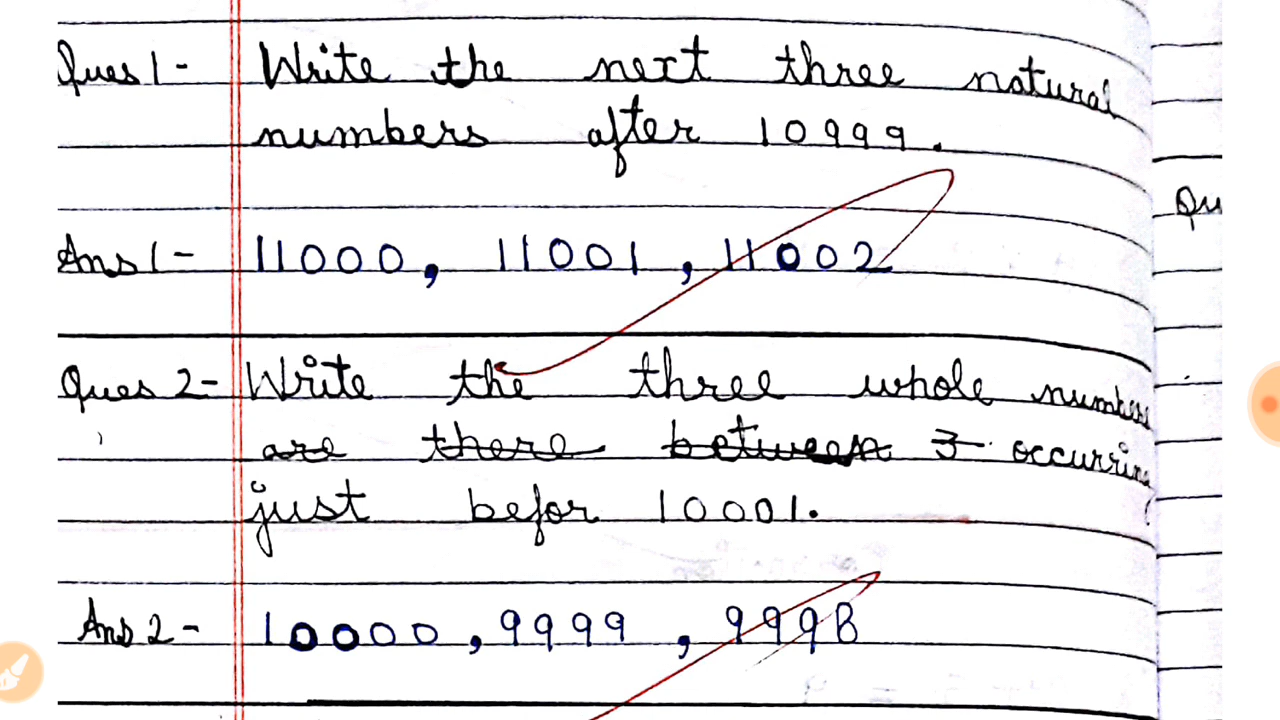 Ques 1- Write the next three natural
numbers after 10999.
Qu
Ans 1- 11000, 11001, 11002
Ques 2- Write the three whole numbers
are there between 3 occurring
just befor 10001.
Ans 2- 10000, 9999, 9998